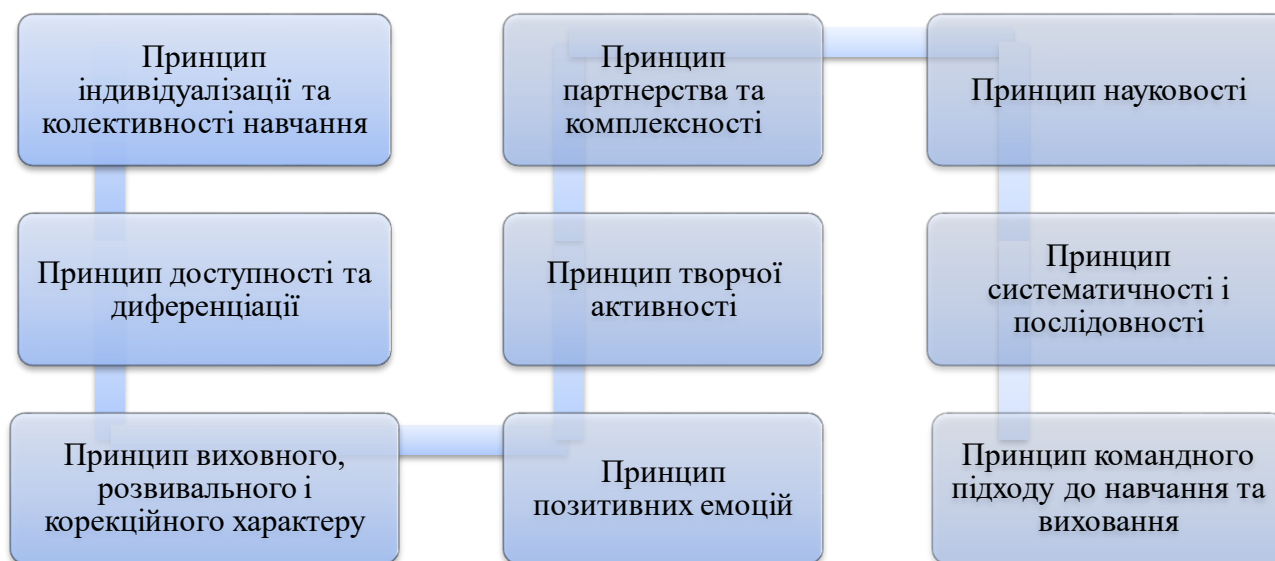 Принцип
індивідуалізації та
колективності навчання
Принцип доступності та
диференціації
Принцип виховного,
розвивального і
корекційного характеру
Принцип
позитивних емоцій
Принцип творчої
активності
Принцип
партнерства та
комплексності
Принцип науковості
Принцип
систематичності і
послідовності
Принцип командного
підходу до навчання та
виховання